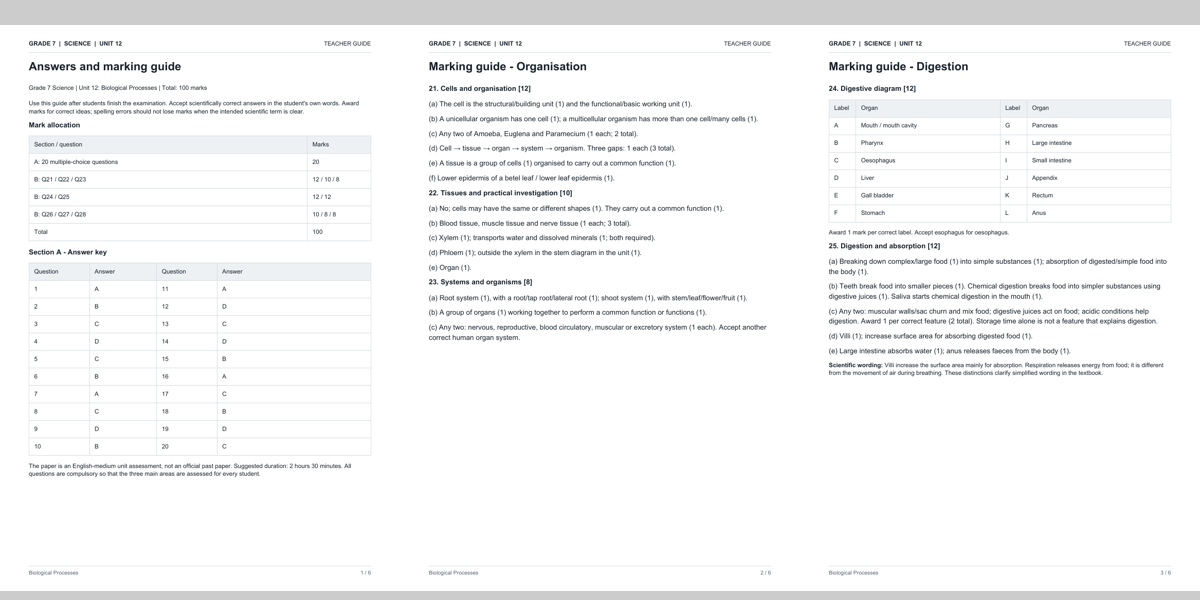 GRADE 7 | SCIENCE | UNIT 12 TEACHER GUIDE
Answers and marking guide
Grade 7 Science | Unit 12: Biological Processes | Total: 100 marks
Use this guide after students finish the examination. Accept scientifically correct answers in the student's own words. Award
marks for correct ideas; spelling errors should not lose marks when the intended scientific term is clear.
Mark allocation
Section / question Marks
A: 20 multiple-choice questions 20
B: Q21 / Q22 / Q23 12 / 10 / 8
B: Q24 / Q25 12 / 12
B: Q26 / Q27 / Q28 10 / 8 / 8
Total 100
Section A - Answer key
Question Answer Question Answer
1 A 11 A
2 B 12 D
3 C 13 C
4 D 14 D
5 C 15 B
6 B 16 A
7 A 17 C
8 C 18 B
9 D 19 D
10 B 20 C
The paper is an English-medium unit assessment, not an official past paper. Suggested duration: 2 hours 30 minutes. All
questions are compulsory so that the three main areas are assessed for every student.
Biological Processes 1 / 6
GRADE 7 | SCIENCE | UNIT 12 TEACHER GUIDE
Marking guide - Organisation
21. Cells and organisation [12]
(a) The cell is the structural/building unit (1) and the functional/basic working unit (1).
(b) A unicellular organism has one cell (1); a multicellular organism has more than one cell/many cells (1).
(c) Any two of Amoeba, Euglena and Paramecium (1 each; 2 total).
(d) Cell → tissue → organ → system → organism. Three gaps: 1 each (3 total).
(e) A tissue is a group of cells (1) organised to carry out a common function (1).
(f) Lower epidermis of a betel leaf / lower leaf epidermis (1).
22. Tissues and practical investigation [10]
(a) No; cells may have the same or different shapes (1). They carry out a common function (1).
(b) Blood tissue, muscle tissue and nerve tissue (1 each; 3 total).
(c) Xylem (1); transports water and dissolved minerals (1; both required).
(d) Phloem (1); outside the xylem in the stem diagram in the unit (1).
(e) Organ (1).
23. Systems and organisms [8]
(a) Root system (1), with a root/tap root/lateral root (1); shoot system (1), with stem/leaf/flower/fruit (1).
(b) A group of organs (1) working together to perform a common function or functions (1).
(c) Any two: nervous, reproductive, blood circulatory, muscular or excretory system (1 each). Accept another
correct human organ system.
Biological Processes 2 / 6
GRADE 7 | SCIENCE | UNIT 12 TEACHER GUIDE
Marking guide - Digestion
24. Digestive diagram [12]
Label Organ Label Organ
A Mouth / mouth cavity G Pancreas
B Pharynx H Large intestine
C Oesophagus I Small intestine
D Liver J Appendix
E Gall bladder K Rectum
F Stomach L Anus
Award 1 mark per correct label. Accept esophagus for oesophagus.
25. Digestion and absorption [12]
(a) Breaking down complex/large food (1) into simple substances (1); absorption of digested/simple food into
the body (1).
(b) Teeth break food into smaller pieces (1). Chemical digestion breaks food into simpler substances using
digestive juices (1). Saliva starts chemical digestion in the mouth (1).
(c) Any two: muscular walls/sac churn and mix food; digestive juices act on food; acidic conditions help
digestion. Award 1 per correct feature (2 total). Storage time alone is not a feature that explains digestion.
(d) Villi (1); increase surface area for absorbing digested food (1).
(e) Large intestine absorbs water (1); anus releases faeces from the body (1).
Scientific wording: Villi increase the surface area mainly for absorption. Respiration releases energy from food; it is different
from the movement of air during breathing. These distinctions clarify simplified wording in the textbook.
Biological Processes 3 / 6